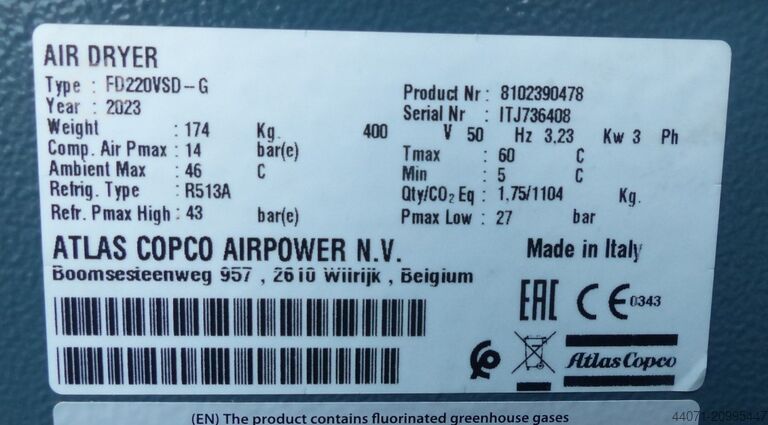 AIR DRYER
Type : FD220VSD-G
Product Nr : 8102390478
Year : 2023
Serial Nr : ITJ736408
Weight : 174 Kg.
400 V 50 Hz 3,23 Kw 3 Ph
Comp. Air Pmax : 14 bar(e)
Tmax : 60 C
Ambient Max : 46 C
Min : 5 C
Refrig. Type : R513A
Qty/CO2 Eq : 1,75/1104 Kg.
Refr. Pmax High : 43 bar(e)
Pmax Low : 27 bar
ATLAS COPCO AIRPOWER N.V.
Made in Italy
Boomsesteenweg 957 , 2610 Wilrijk , Belgium
EAC CE 0343
Atlas Copco
(EN) The product contains fluorinated greenhouse gases
44071-20995447